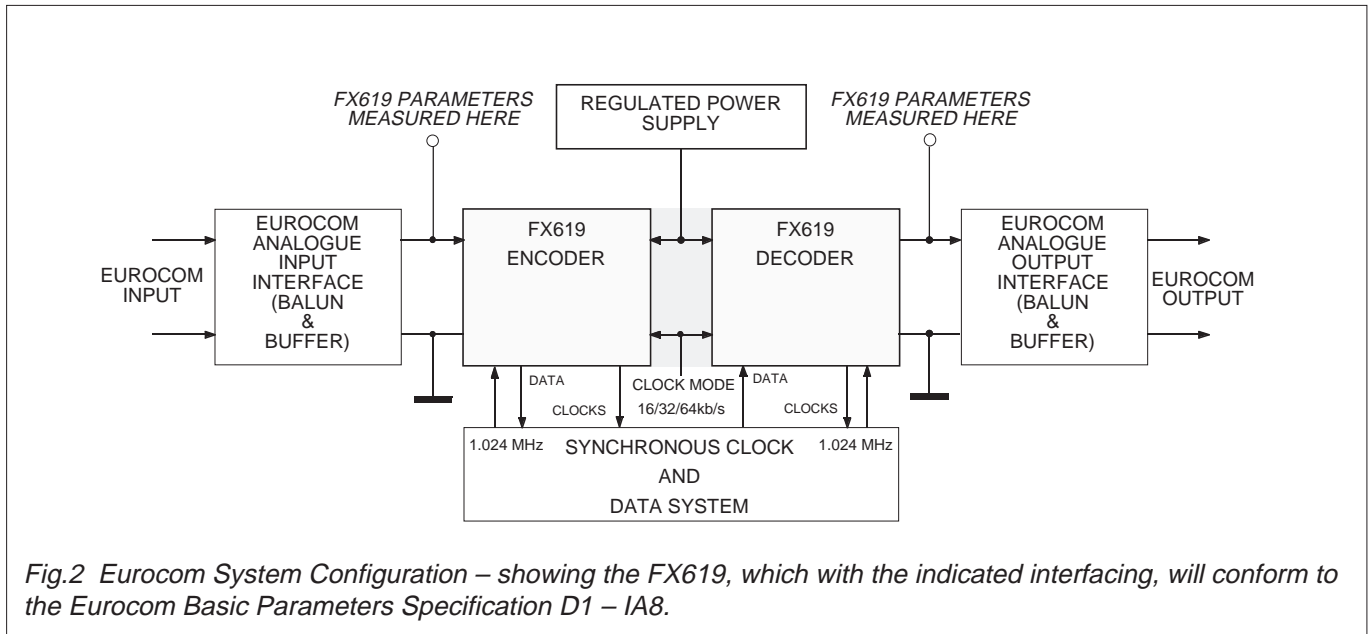 FX619 PARAMETERS
MEASURED HERE
REGULATED POWER
SUPPLY
FX619 PARAMETERS
MEASURED HERE
EUROCOM
INPUT
EUROCOM
ANALOGUE
INPUT
INTERFACE
(BALUN
&
BUFFER)
FX619
ENCODER
FX619
DECODER
EUROCOM
ANALOGUE
OUTPUT
INTERFACE
(BALUN
&
BUFFER)
EUROCOM
OUTPUT
DATA
CLOCKS
CLOCK MODE
16/32/64kb/s
DATA
CLOCKS
1.024 MHz
SYNCHRONOUS CLOCK
AND
DATA SYSTEM
1.024 MHz
Fig.2 Eurocom System Configuration – showing the FX619, which with the indicated interfacing, will conform to
the Eurocom Basic Parameters Specification D1 – IA8.